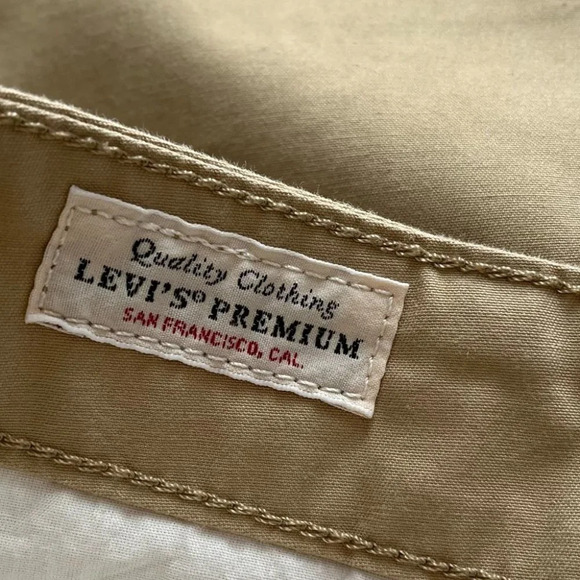 Quality Clothing
LEVI'S® PREMIUM
SAN FRANCISCO, CAL.